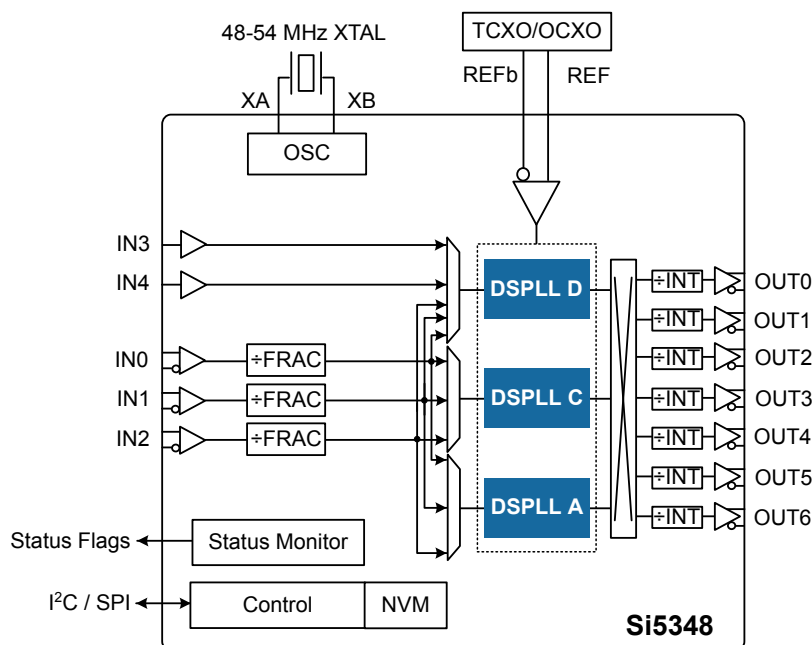 48-54 MHz XTAL
TCXO/OCXO
REFb
REF
XA
XB
OSC
IN3
IN4
IN0
IN1
IN2
÷FRAC
÷FRAC
÷FRAC
DSPLL D
DSPLL C
DSPLL A
÷INT
OUT0
÷INT
OUT1
÷INT
OUT2
÷INT
OUT3
÷INT
OUT4
÷INT
OUT5
÷INT
OUT6
Status Flags
Status Monitor
I²C / SPI
Control
NVM
Si5348